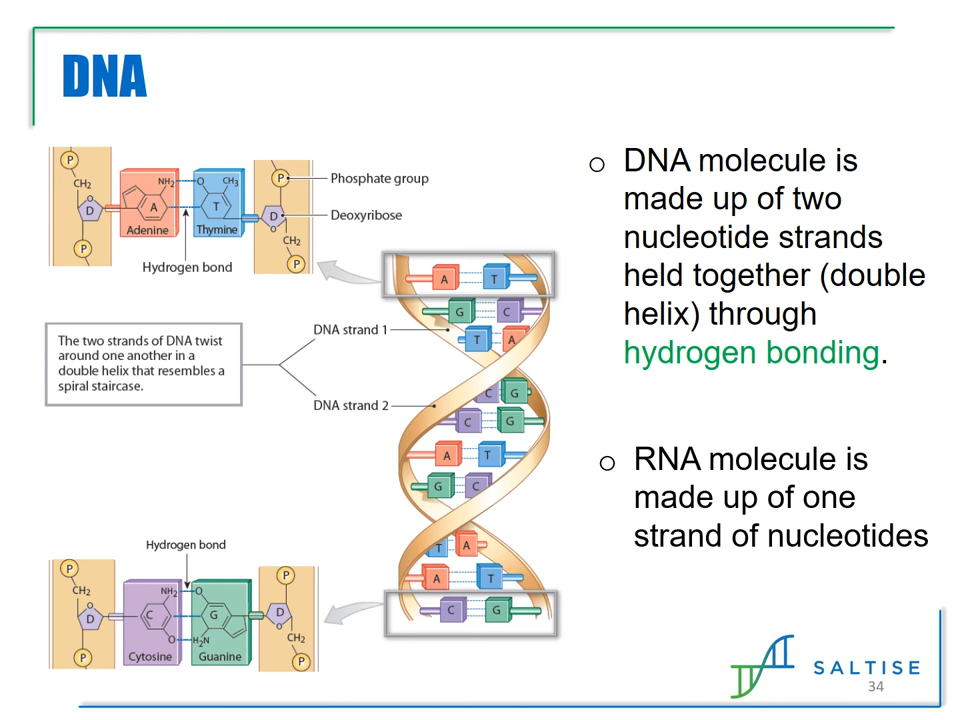 DNA
P
CH2
O
D
P
NH2
A
Adenine
O
CH3
T
Thymine
P
D
O
CH2
P
Phosphate group
Deoxyribose
Hydrogen bond
The two strands of DNA twist
around one another in a
double helix that resembles a
spiral staircase.
DNA strand 1
DNA strand 2
A T
G C
T A
C G
C G
A T
G C
T A
A T
C G
Hydrogen bond
P
CH2
O
D
P
NH2
C
O
Cytosine
O
G
H2N
Guanine
P
D
O
CH2
P
o DNA molecule is
made up of two
nucleotide strands
held together (double
helix) through
hydrogen bonding.
o RNA molecule is
made up of one
strand of nucleotides
SALTISE
34